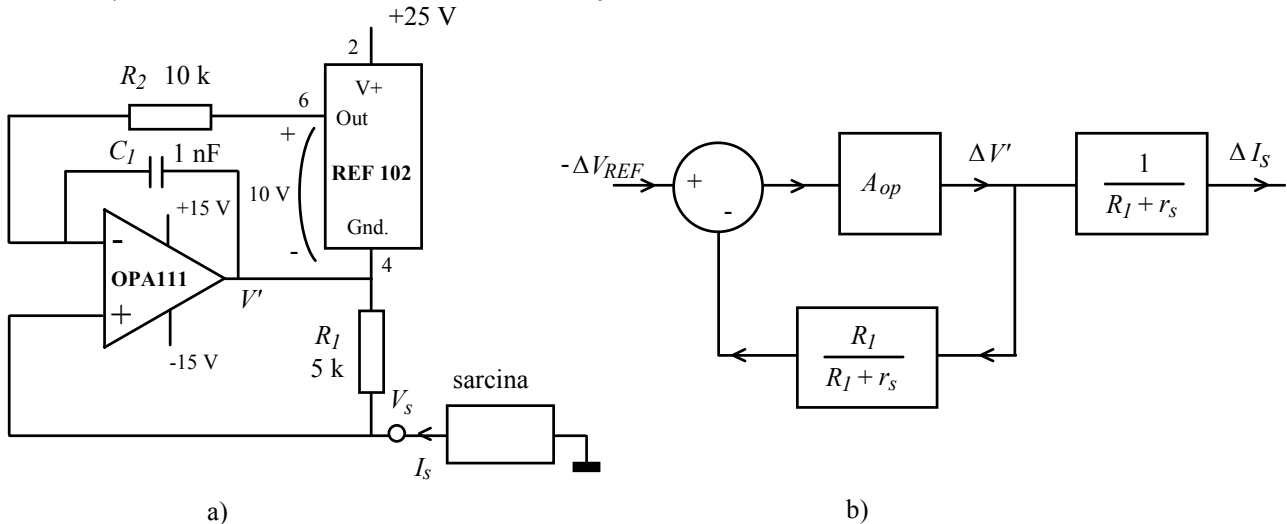 +25 V
2
R2 10 k
6
V+
Out
+
C1
1 nF
REF 102
10 V
+15 V
Gnd.
-
-
4
OPA111
V'
+
R1
5 k
-15 V
sarcina
Vs
Is
a)
-ΔVREF
+
-
Aop
ΔV'
1
R1 + rs
ΔIs
R1
R1 + rs
b)